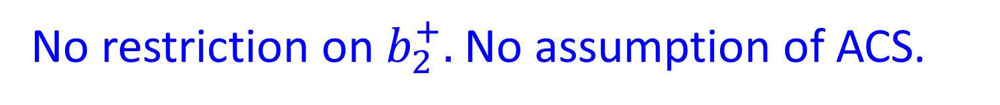 No restriction on $b_2^+$. No assumption of ACS.